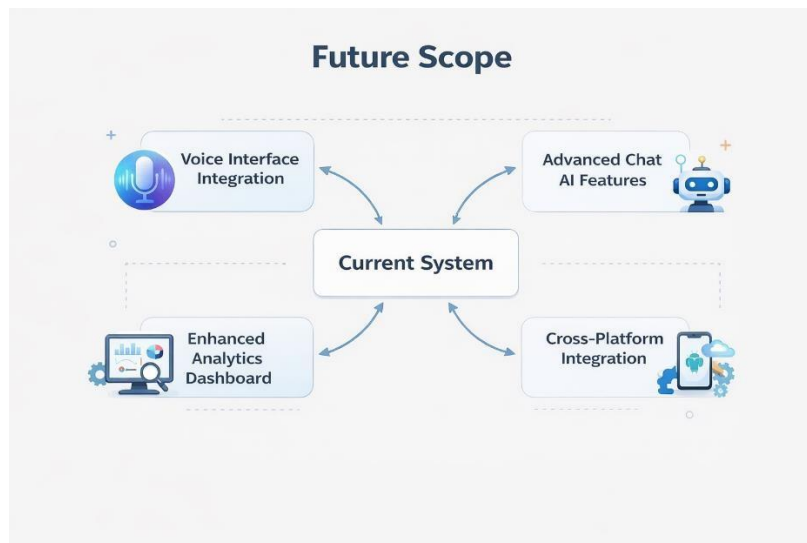 Future Scope
Voice Interface
Integration
Advanced Chat
AI Features
Current System
Enhanced
Analytics
Dashboard
Cross-Platform
Integration